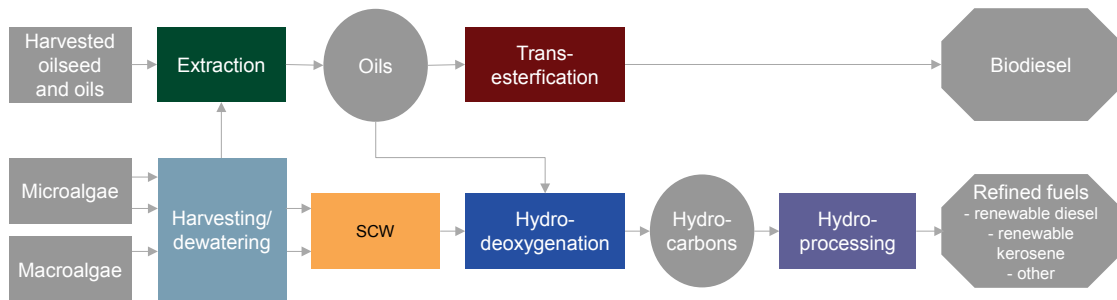 Harvested
oilseed
and oils
Extraction
Oils
Trans-
esterfication
Biodiesel
Microalgae
Macroalgae
Harvesting/
dewatering
SCW
Hydro-
deoxygenation
Hydro-
carbons
Hydro-
processing
Refined fuels
- renewable diesel
- renewable
kerosene
- other